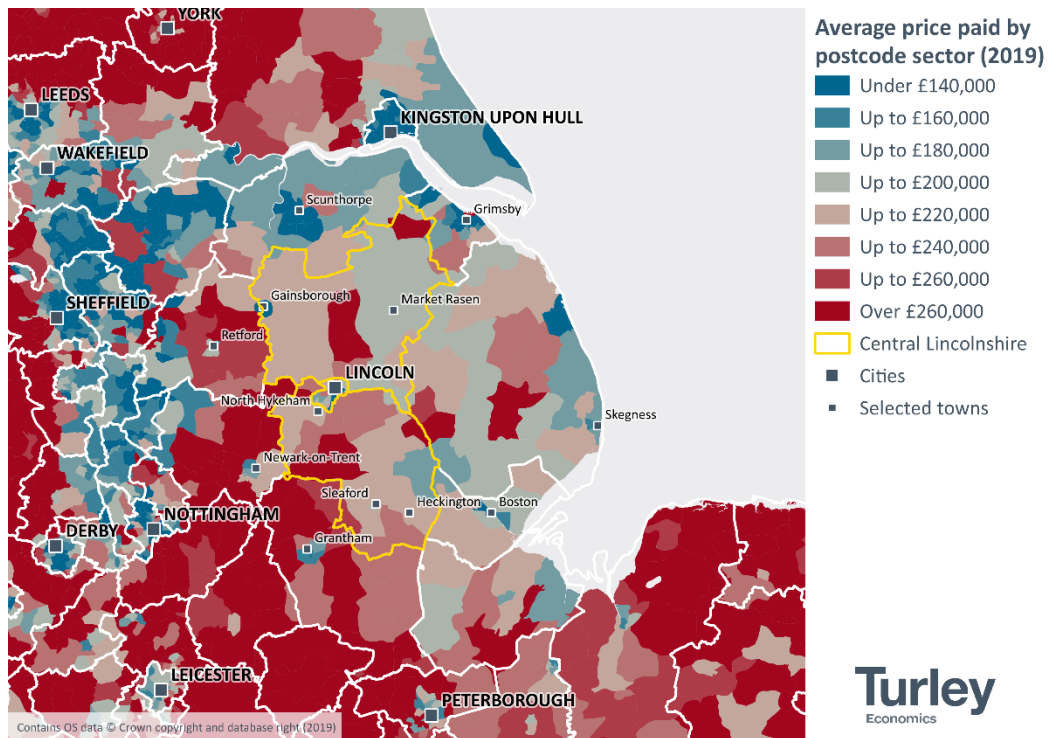 YORK
LEEDS
KINGSTON UPON HULL
WAKEFIELD
Scunthorpe
Grimsby
SHEFFIELD
Gainsborough
Market Rasen
Retford
LINCOLN
North Hykeham
Skegness
Newark-on-Trent
Sleaford
Heckington
Boston
NOTTINGHAM
DERBY
Grantham
LEICESTER
PETERBOROUGH
Contains OS data © Crown copyright and database right (2019)
Average price paid by
postcode sector (2019)
Under £140,000
Up to £160,000
Up to £180,000
Up to £200,000
Up to £220,000
Up to £240,000
Up to £260,000
Over £260,000
Central Lincolnshire
Cities
Selected towns
Turley
Economics